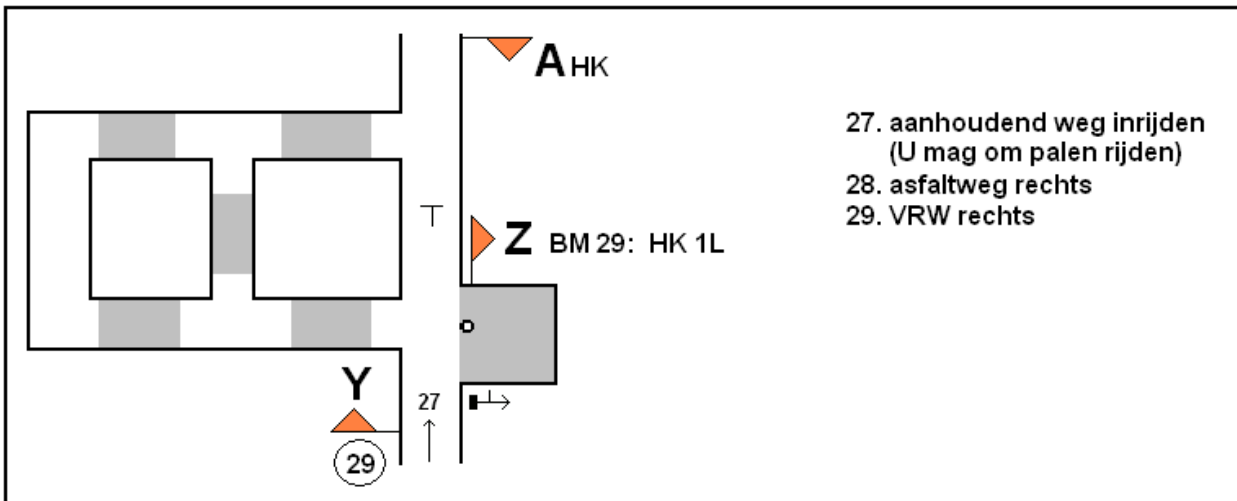 A HK
27. aanhoudend weg inrijden
(U mag om palen rijden)
28. asfaltweg rechts
29. VRW rechts
Z BM 29: HK 1L
Y
27
29